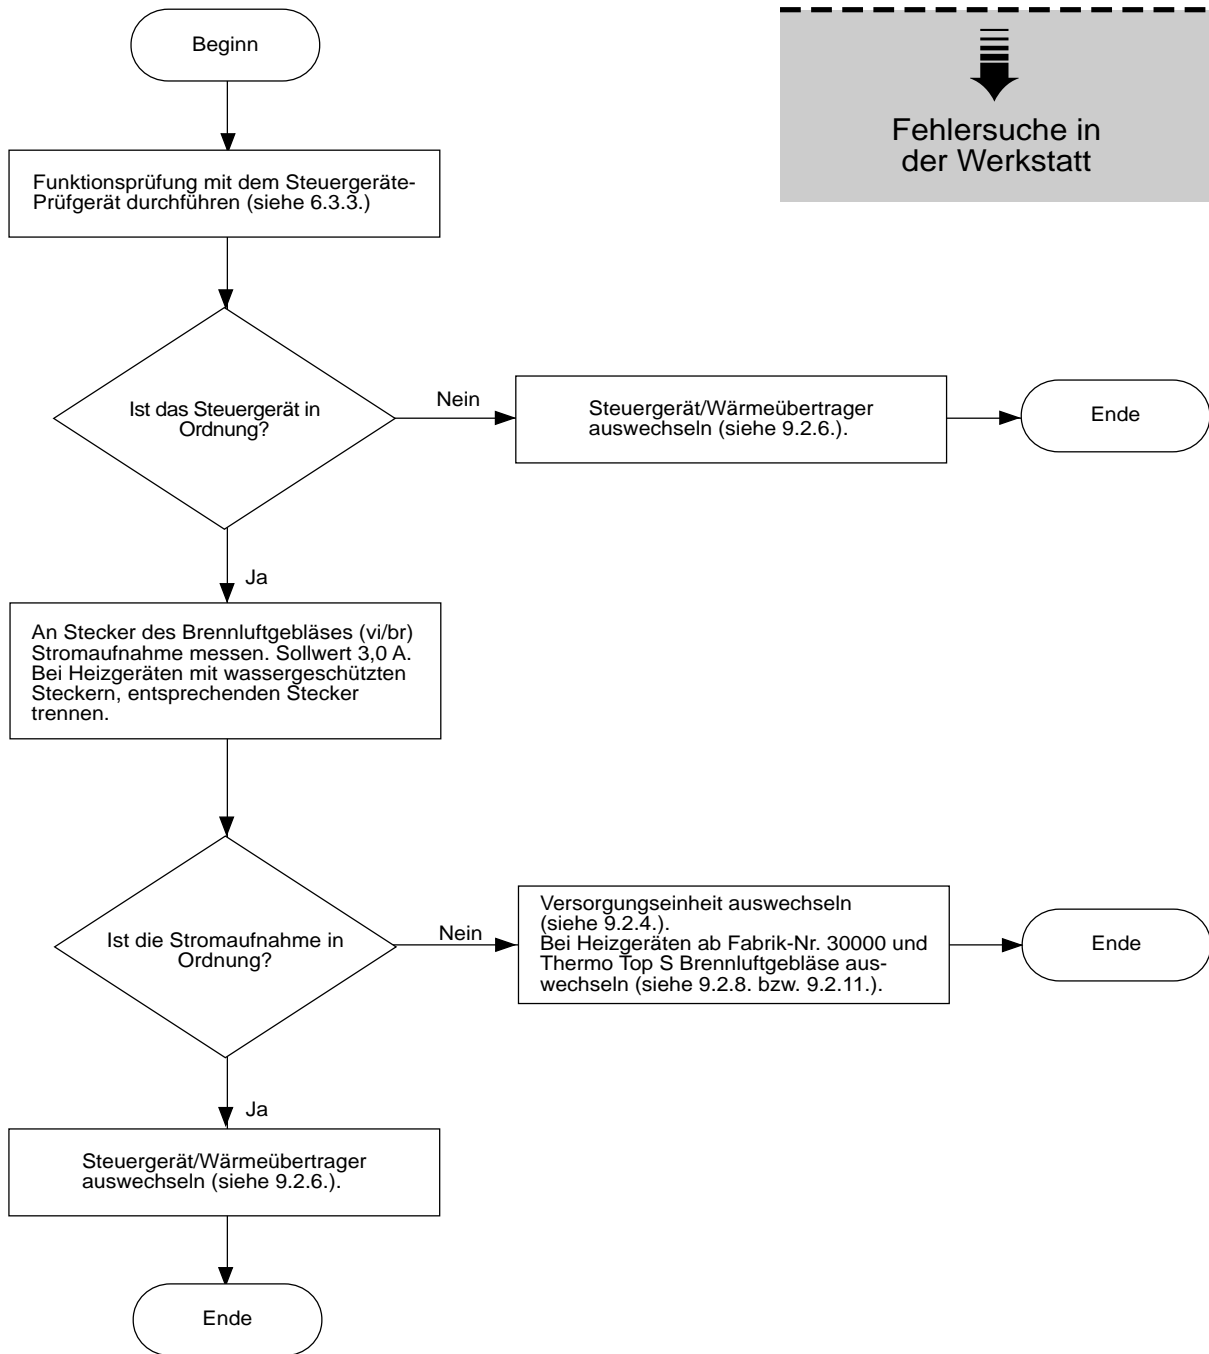 Beginn
Fehlersuche in
der Werkstatt
Funktionsprüfung mit dem Steuergeräte-
Prüfgerät durchführen (siehe 6.3.3.)
Ist das Steuergerät in
Ordnung?
Nein
Steuergerät/Wärmeübertrager
auswechseln (siehe 9.2.6.).
Ende
Ja
An Stecker des Brennluftgebläses (vi/br)
Stromaufnahme messen. Sollwert 3,0 A.
Bei Heizgeräten mit wassergeschützten
Steckern, entsprechenden Stecker
trennen.
Ist die Stromaufnahme in
Ordnung?
Nein
Versorgungseinheit auswechseln
(siehe 9.2.4.).
Bei Heizgeräten ab Fabrik-Nr. 30000 und
Thermo Top S Brennluftgebläse aus-
wechseln (siehe 9.2.8. bzw. 9.2.11.).
Ende
Ja
Steuergerät/Wärmeübertrager
auswechseln (siehe 9.2.6.).
Ende